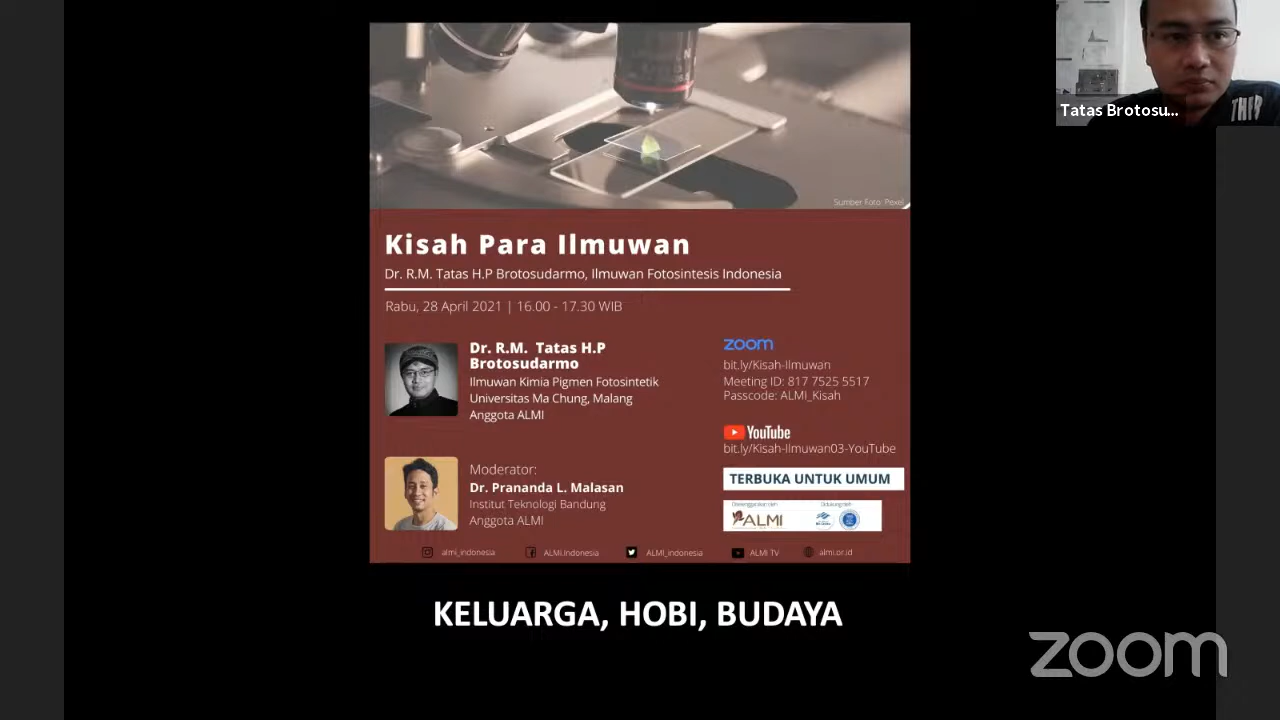 Tatas Brotosu...
THPB
Sumber Foto: Pexel
Kisah Para Ilmuwan
Dr. R.M. Tatas H.P Brotosudarmo, Ilmuwan Fotosintesis Indonesia
Rabu, 28 April 2021 | 16.00 - 17.30 WIB
Dr. R.M. Tatas H.P
Brotosudarmo
Ilmuwan Kimia Pigmen Fotosintetik
Universitas Ma Chung, Malang
Anggota ALMI
Moderator:
Dr. Prananda L. Malasan
Institut Teknologi Bandung
Anggota ALMI
zoom
bit.ly/Kisah-Ilmuwan
Meeting ID: 817 7525 5517
Passcode: ALMI_Kisah
YouTube
bit.ly/Kisah-Ilmuwan03-YouTube
TERBUKA UNTUK UMUM
ALMI
almi_indonesia
ALMI.Indonesia
ALMI_indonesia
ALMI TV
almi.or.id
KELUARGA, HOBI, BUDAYA
zoom